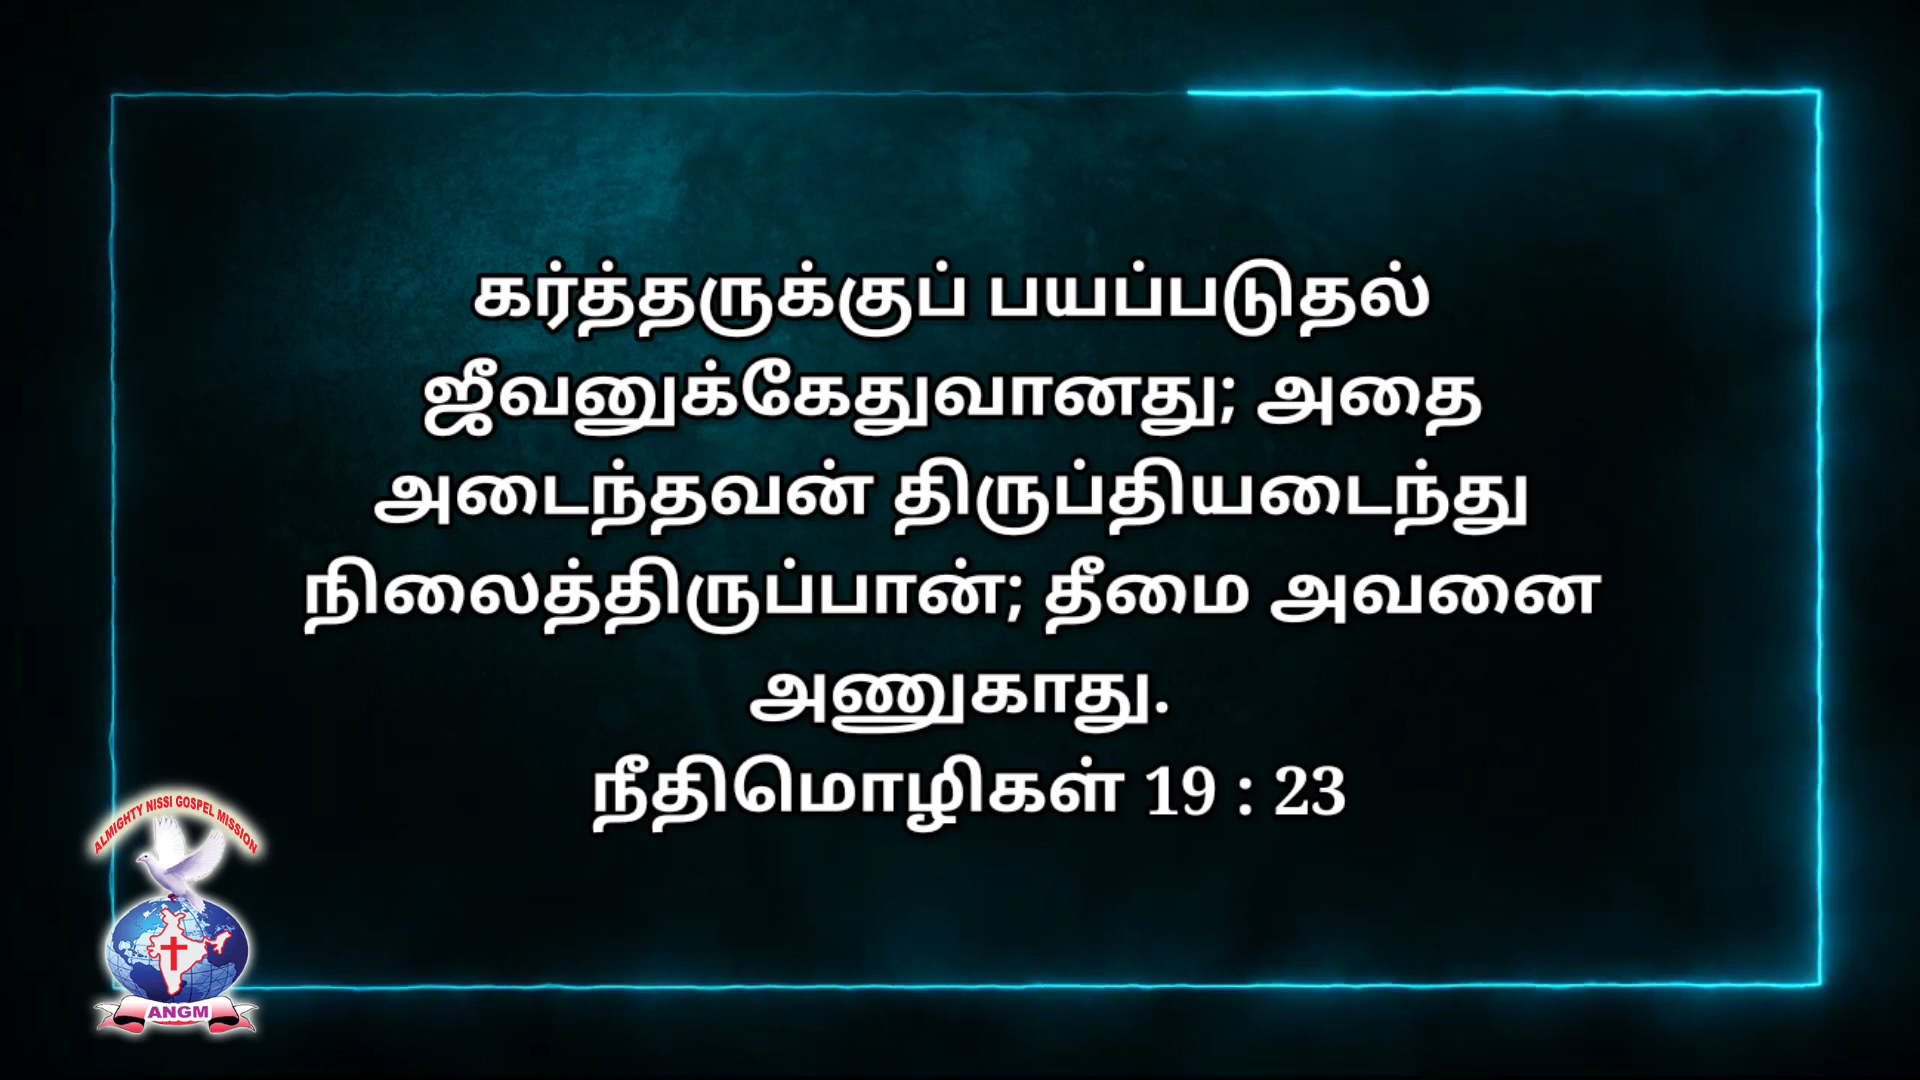 கர்த்தருக்குப் பயப்படுதல்
ஜீவனுக்கேதுவானது; அதை
அடைந்தவன் திருப்தியடைந்து
நிலைத்திருப்பான்; தீமை அவனை
அணுகாது.
நீதிமொழிகள் 19 : 23
ALMIGHTY NISSI GOSPEL MISSION
ANGM